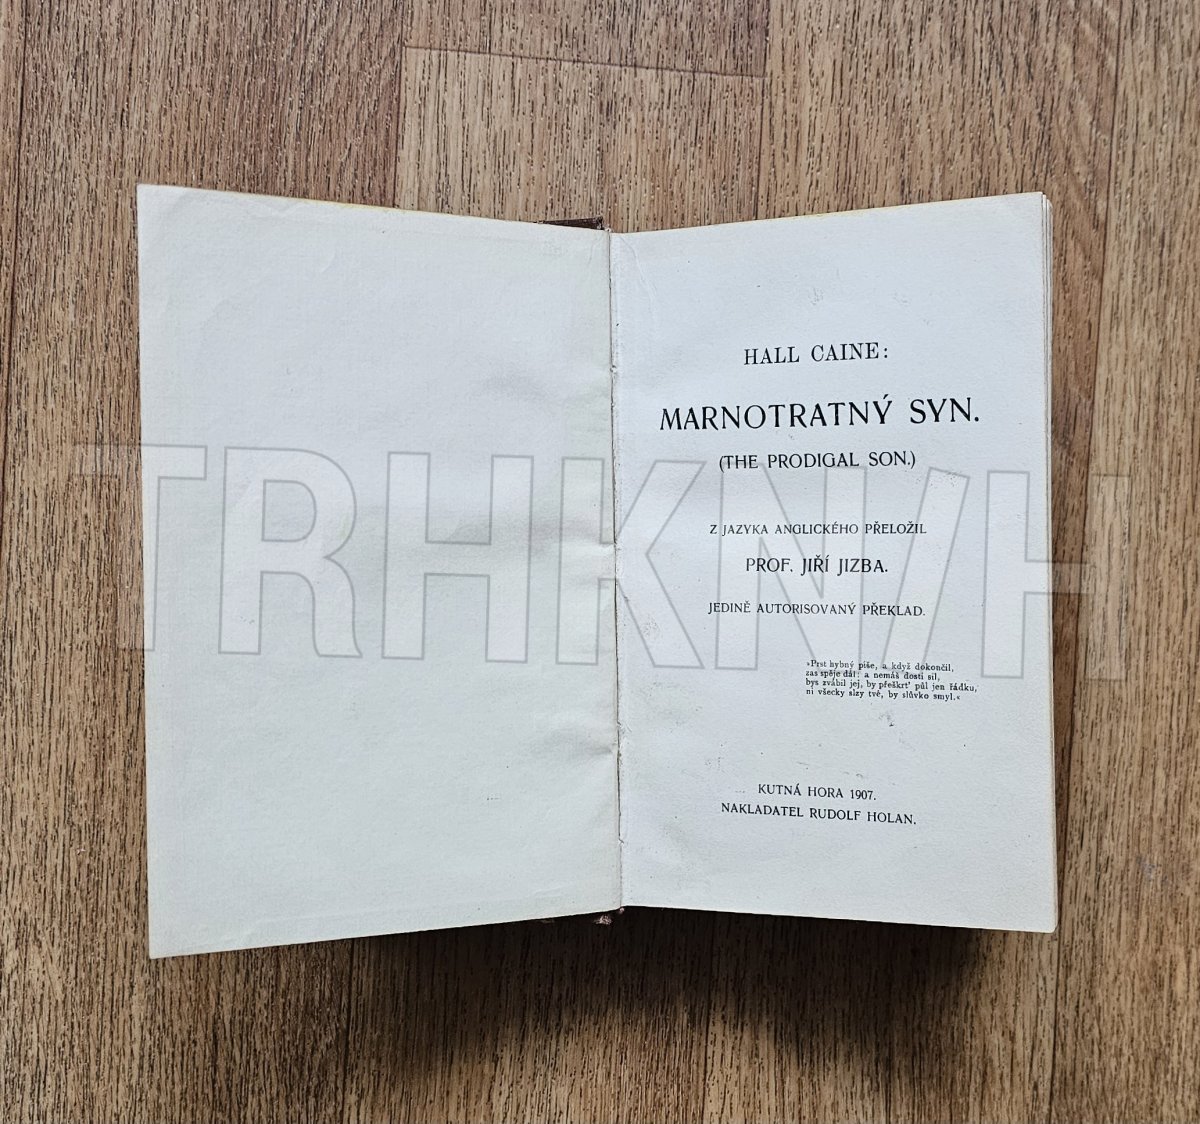 HALL CAINE:
MARNOTRATNÝ SYN.
(THE PRODIGAL SON.)
Z JAZYKA ANGLICKÉHO PŘELOŽIL
PROF. JIŘÍ JIZBA.
JEDINĚ AUTORISOVANÝ PŘEKLAD.
»Prst hybný píše, a když dokončil,
zas spěje dál: a nemáš dosti sil,
bys zvábil jej, by přeškrt' půl jen řádku,
ni všecky slzy tvé, by slůvko smyl.«
KUTNÁ HORA 1907.
NAKLADATEL RUDOLF HOLAN.
TRHKNIH